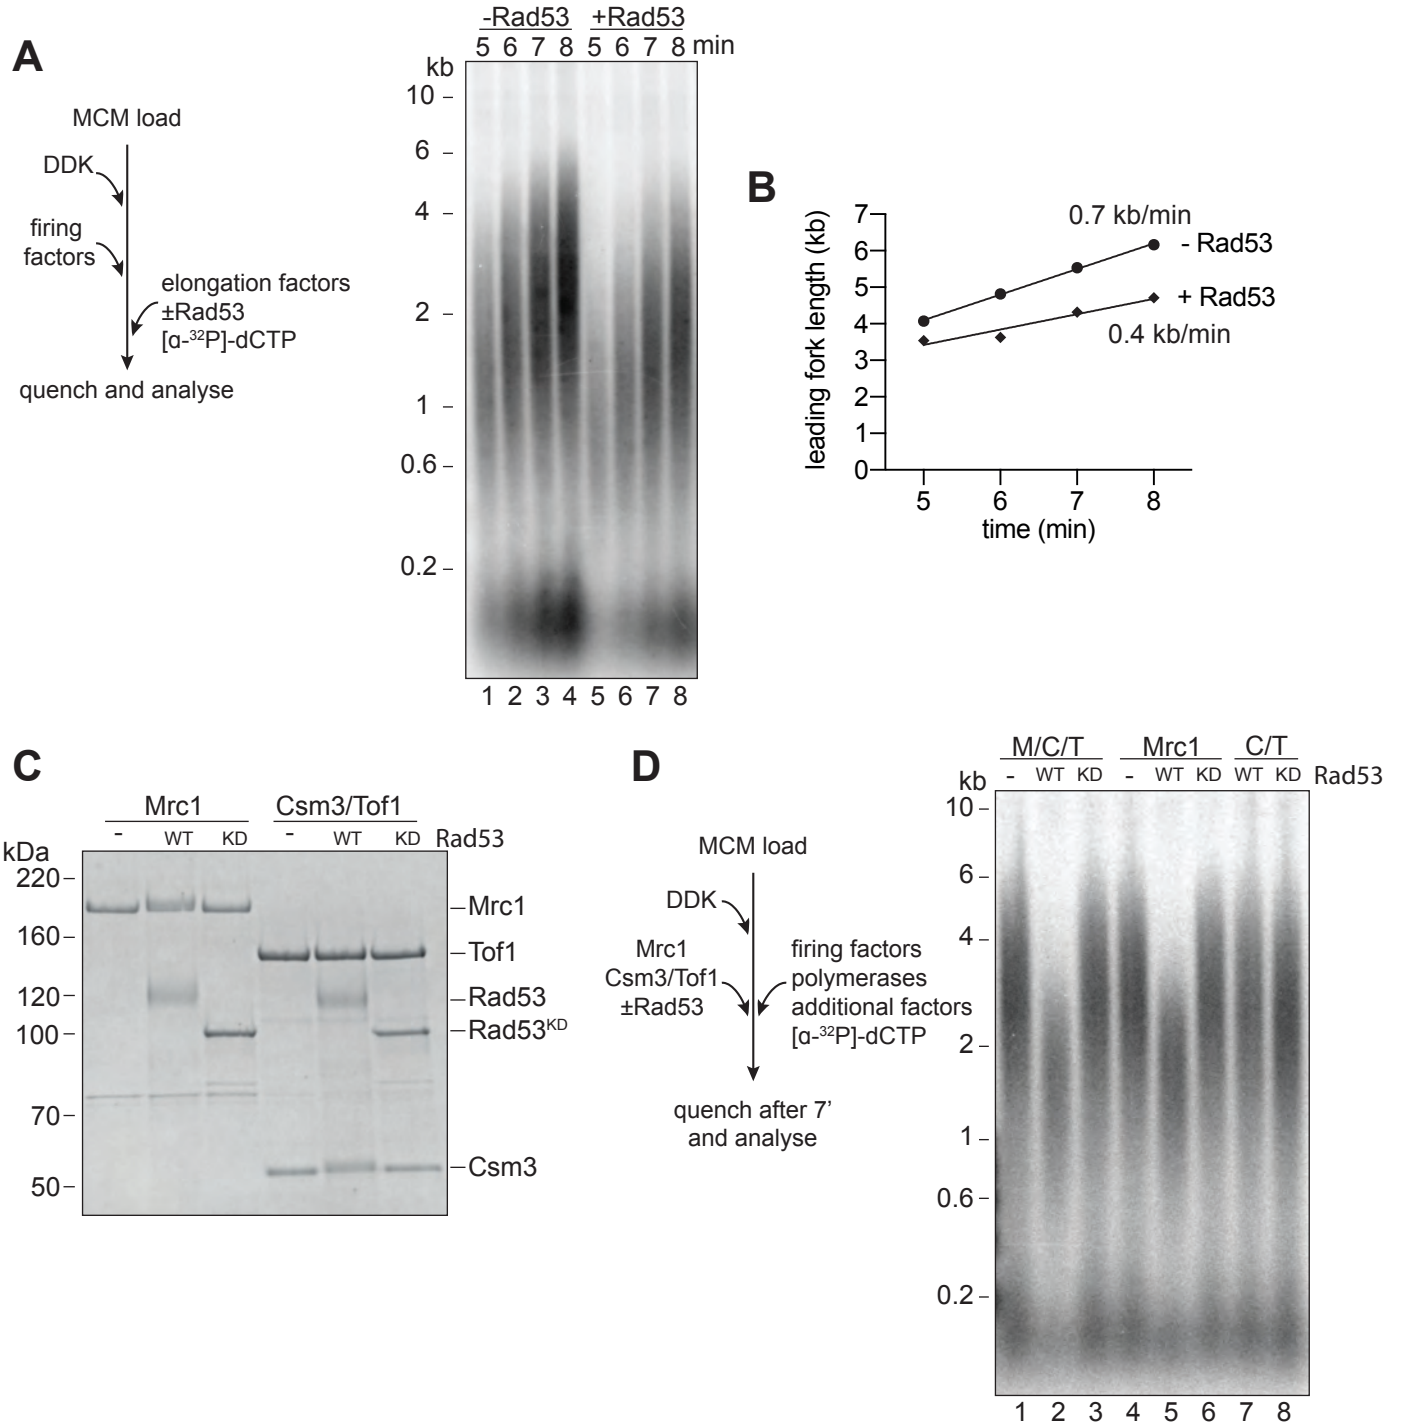 A
-Rad53 +Rad53
5 6 7 8 5 6 7 8 min
kb
10
6
4
2
1
0.6
0.2
1 2 3 4 5 6 7 8
MCM load
DDK
firing
factors
elongation factors
±Rad53
[α-³²P]-dCTP
quench and analyse
B
leading fork length (kb)
7
6
5
4
3
2
1
0
5 6 7 8
time (min)
0.7 kb/min
- Rad53
+ Rad53
0.4 kb/min
C
Mrc1 Csm3/Tof1
- WT KD - WT KD Rad53
kDa
220
160
120
100
70
50
Mrc1
Tof1
Rad53
Rad53ᴷᴰ
Csm3
D
MCM load
DDK
Mrc1
Csm3/Tof1
±Rad53
firing factors
polymerases
additional factors
[α-³²P]-dCTP
quench after 7’
and analyse
M/C/T Mrc1 C/T
- WT KD - WT KD WT KD Rad53
kb
10
6
4
2
1
0.6
0.2
1 2 3 4 5 6 7 8